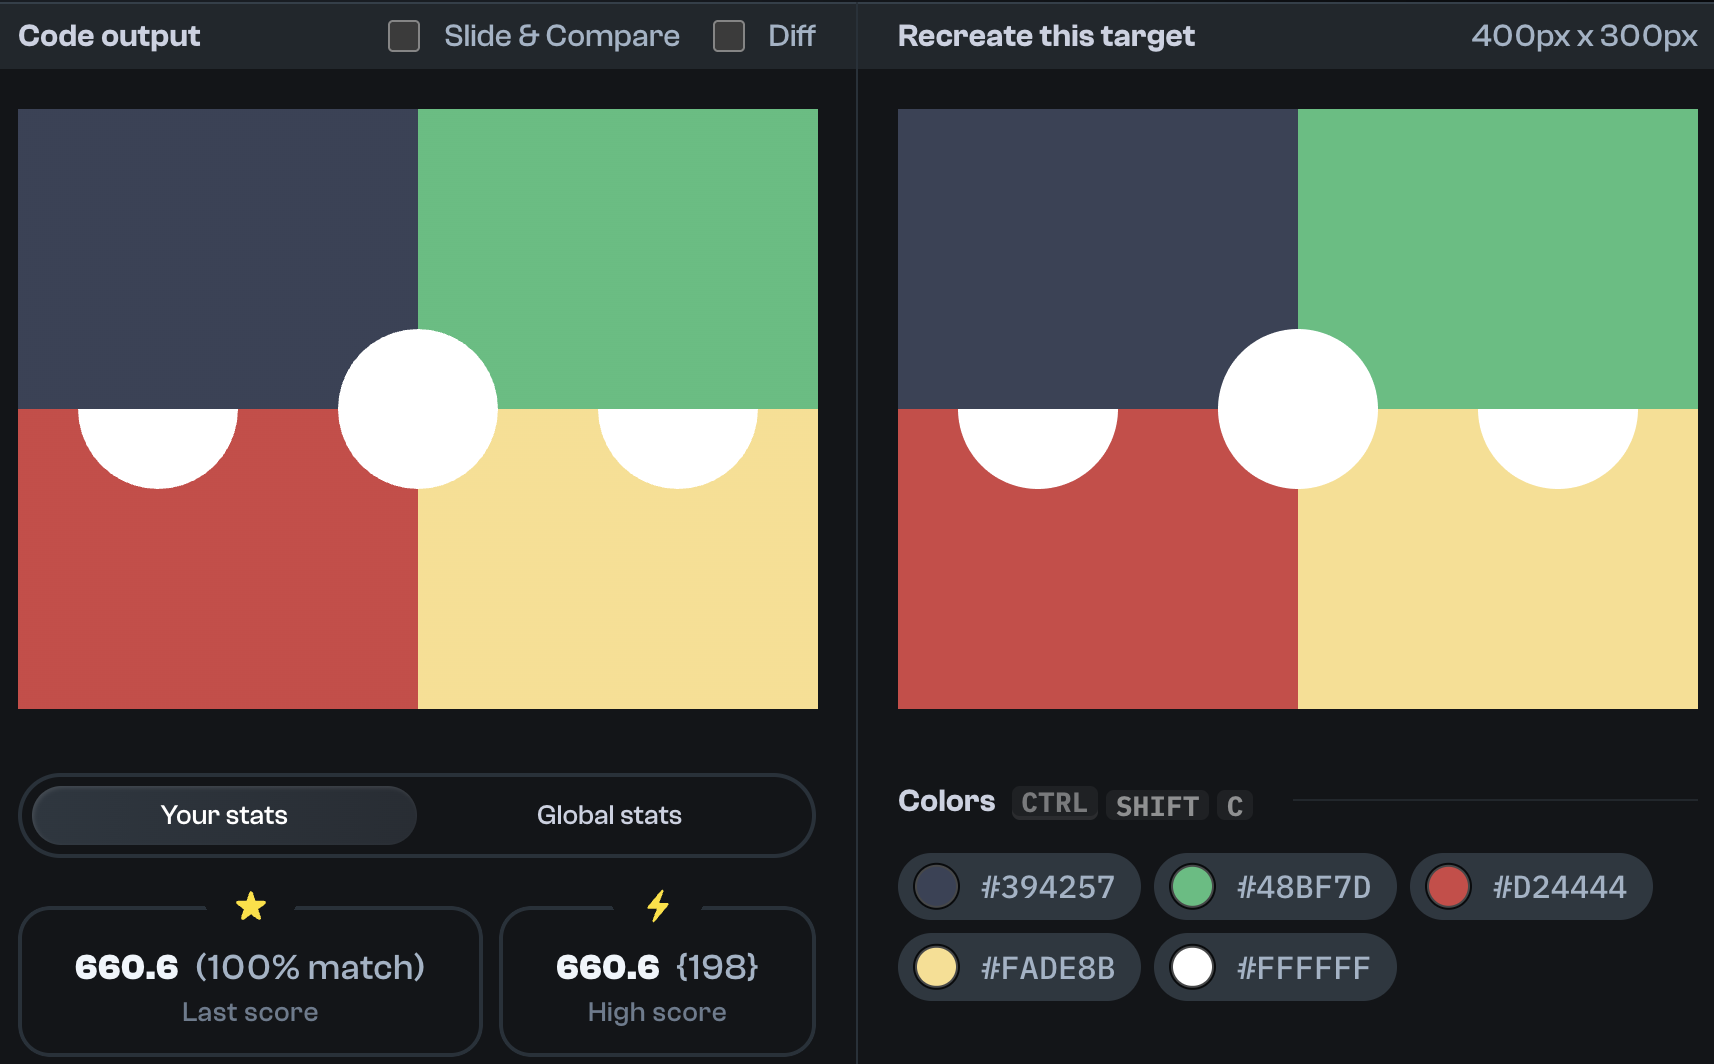 Code output
Slide & Compare
Diff
Recreate this target
400px x 300px
Your stats
Global stats
660.6 (100% match)
Last score
660.6 {198}
High score
Colors CTRL SHIFT C
#394257
#48BF7D
#D24444
#FADE8B
#FFFFFF